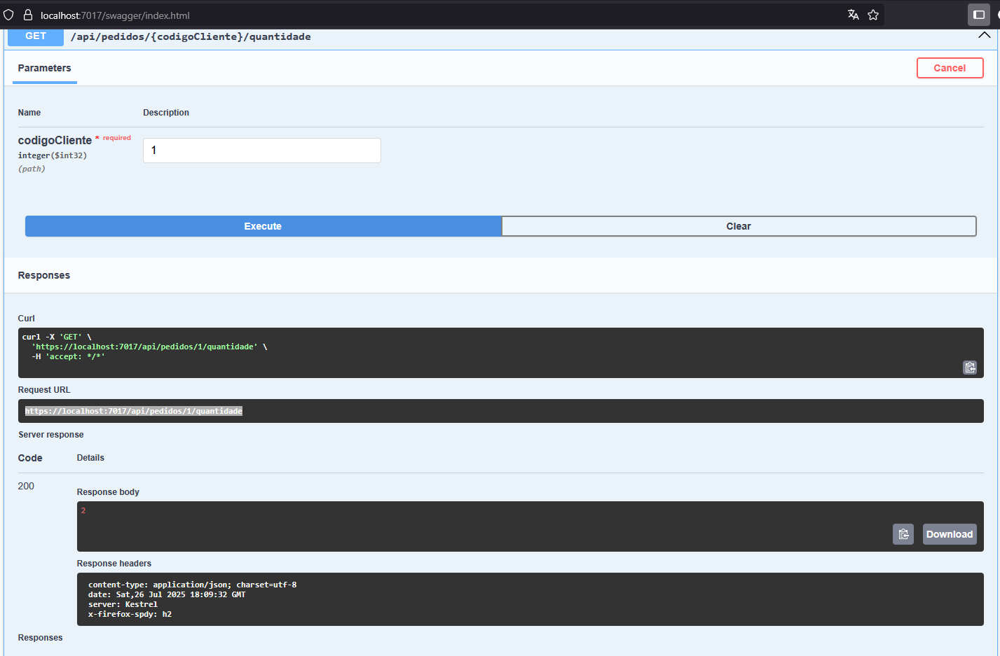 localhost:7017/swagger/index.html
GET /api/pedidos/{codigoCliente}/quantidade
Parameters
Cancel
Name Description
codigoCliente * required
integer($int32)
(path)
1
Execute Clear
Responses
Curl
curl -X 'GET' \
'https://localhost:7017/api/pedidos/1/quantidade' \
-H 'accept: */*'
Request URL
https://localhost:7017/api/pedidos/1/quantidade
Server response
Code Details
200
Response body
2
Download
Response headers
content-type: application/json; charset=utf-8
date: Sat,26 Jul 2025 18:09:32 GMT
server: Kestrel
x-firefox-spdy: h2
Responses